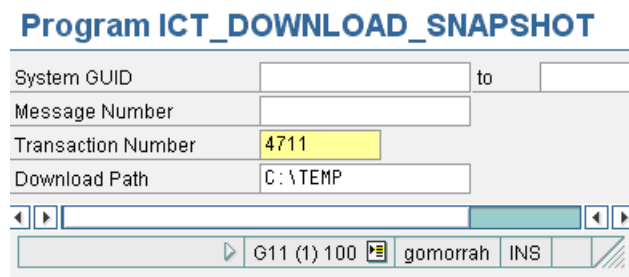 Program ICT_DOWNLOAD_SNAPSHOT
System GUID to
Message Number
Transaction Number 4711
Download Path C:\TEMP
G11 (1) 100 gomorrah INS